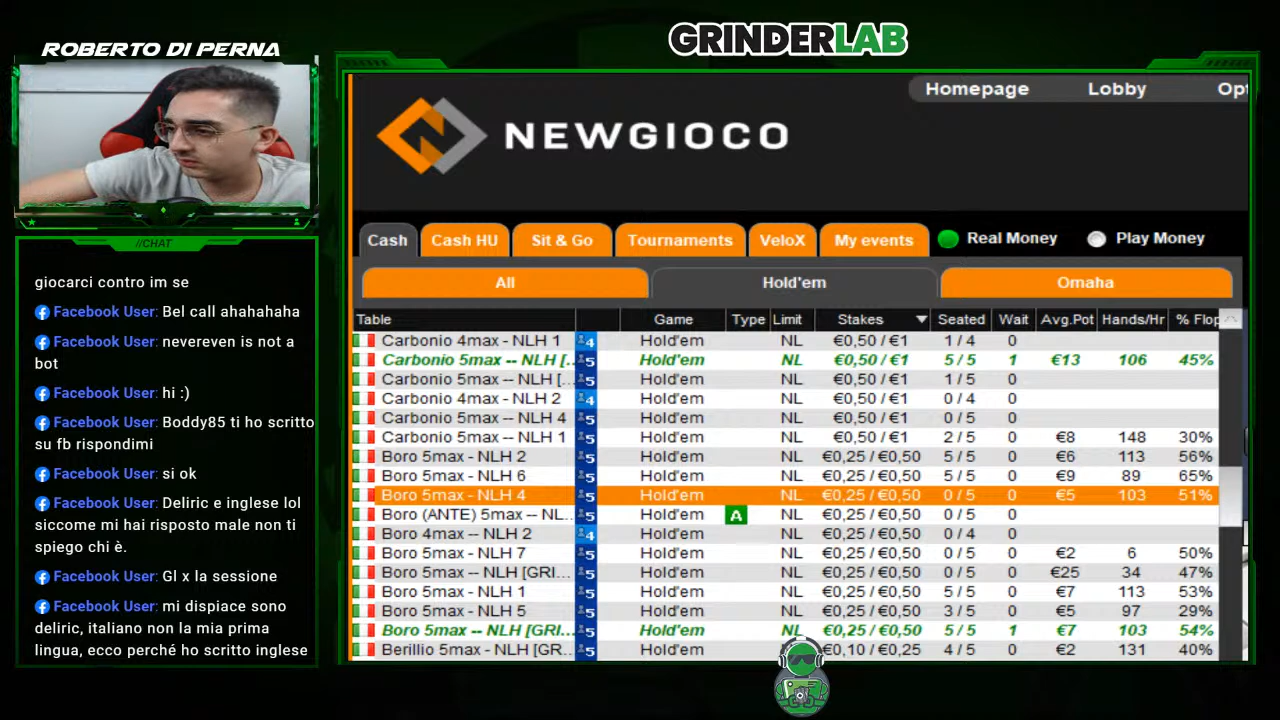 ROBERTO DI PERNA
GRINDERLAB
//CHAT
giocarci contro im se
Facebook User: Bel call ahahahaha
Facebook User: nevereven is not a
bot
Facebook User: hi :)
Facebook User: Boddy85 ti ho scritto
su fb rispondimi
Facebook User: si ok
Facebook User: Deliric e inglese lol
siccome mi hai risposto male non ti
spiego chi è.
Facebook User: Gl x la sessione
Facebook User: mi dispiace sono
deliric, italiano non la mia prima
lingua, ecco perché ho scritto inglese
Homepage Lobby Opt
NEWGIOCO
Cash Cash HU Sit & Go Tournaments VeloX My events Real Money Play Money
All Hold'em Omaha
Table Game Type Limit Stakes Seated Wait Avg.Pot Hands/Hr % Flop
Carbonio 4max - NLH 1 4 Hold'em NL €0,50 / €1 1 / 4 0
Carbonio 5max -- NLH [... 5 Hold'em NL €0,50 / €1 5 / 5 1 €13 106 45%
Carbonio 5max -- NLH [... 5 Hold'em NL €0,50 / €1 1 / 5 0
Carbonio 4max - NLH 2 4 Hold'em NL €0,50 / €1 0 / 4 0
Carbonio 5max -- NLH 4 5 Hold'em NL €0,50 / €1 0 / 5 0
Carbonio 5max -- NLH 1 5 Hold'em NL €0,50 / €1 2 / 5 0 €8 148 30%
Boro 5max - NLH 2 5 Hold'em NL €0,25 / €0,50 5 / 5 0 €6 113 56%
Boro 5max - NLH 6 5 Hold'em NL €0,25 / €0,50 5 / 5 0 €9 89 65%
Boro 5max - NLH 4 5 Hold'em NL €0,25 / €0,50 0 / 5 0 €5 103 51%
Boro (ANTE) 5max -- NL... 5 Hold'em A NL €0,25 / €0,50 0 / 5 0
Boro 4max -- NLH 2 4 Hold'em NL €0,25 / €0,50 0 / 4 0
Boro 5max - NLH 7 5 Hold'em NL €0,25 / €0,50 0 / 5 0 €2 6 50%
Boro 5max -- NLH [GRI... 5 Hold'em NL €0,25 / €0,50 0 / 5 0 €25 34 47%
Boro 5max - NLH 1 5 Hold'em NL €0,25 / €0,50 5 / 5 0 €7 113 53%
Boro 5max - NLH 5 5 Hold'em NL €0,25 / €0,50 3 / 5 0 €5 97 29%
Boro 5max -- NLH [GRI... 5 Hold'em NL €0,25 / €0,50 5/5 1 €7 103 54%
Berillio 5max - NLH [GR... 5 Hold'em NL €0,10 / €0,25 4 / 5 0 €2 131 40%